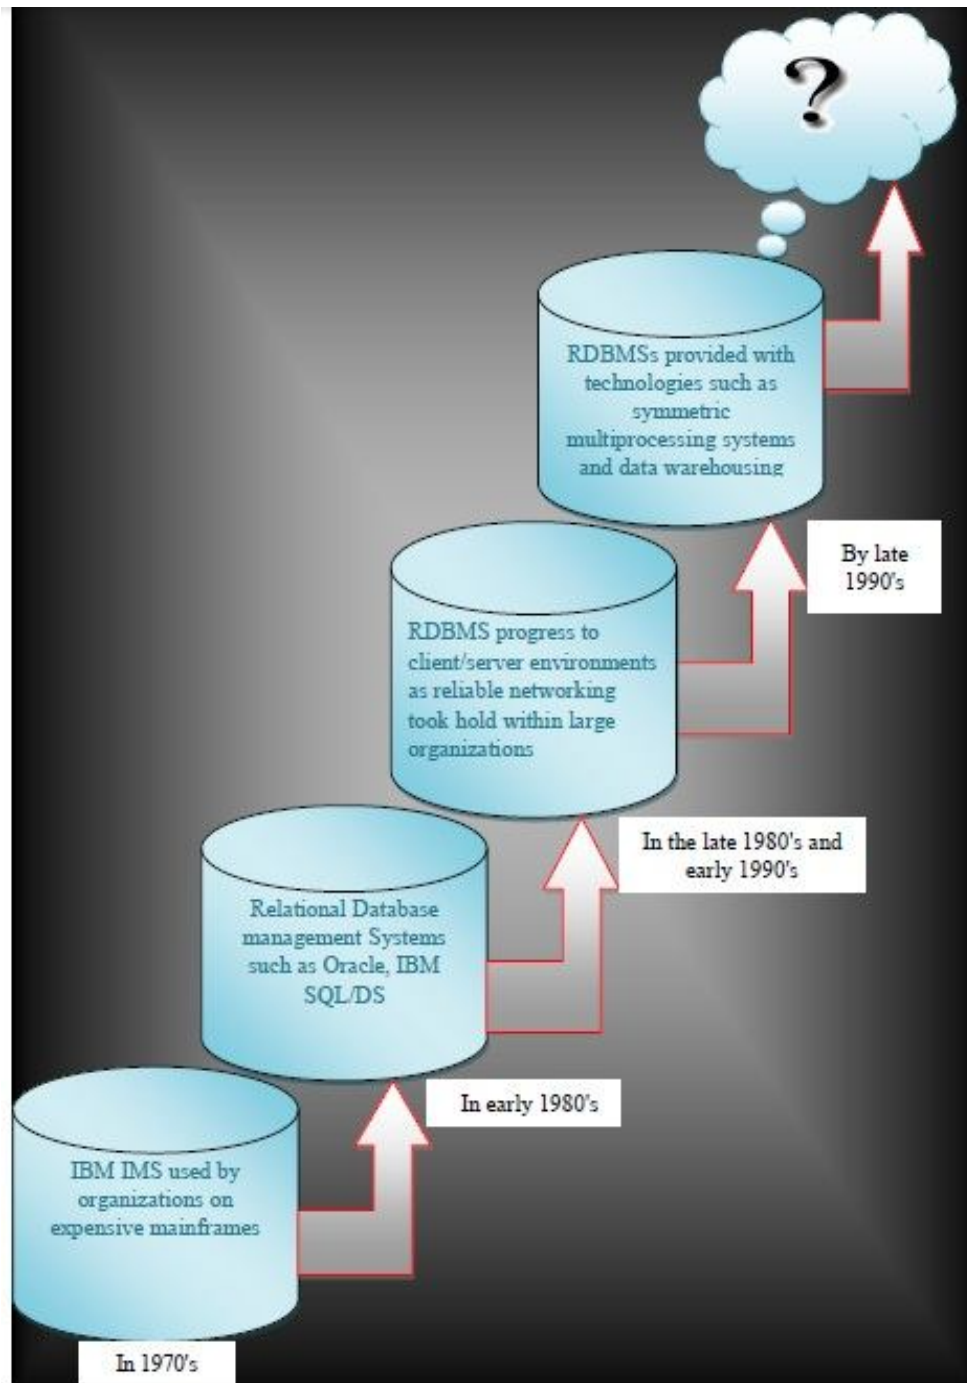 ?
RDBMSs provided with
technologies such as
symmetric
multiprocessing systems
and data warehousing
By late
1990's
RDBMS progress to
client/server environments
as reliable networking
took hold within large
organizations
In the late 1980's and
early 1990's
Relational Database
management Systems
such as Oracle, IBM
SQL/DS
In early 1980's
IBM IMS used by
organizations on
expensive mainframes
In 1970's